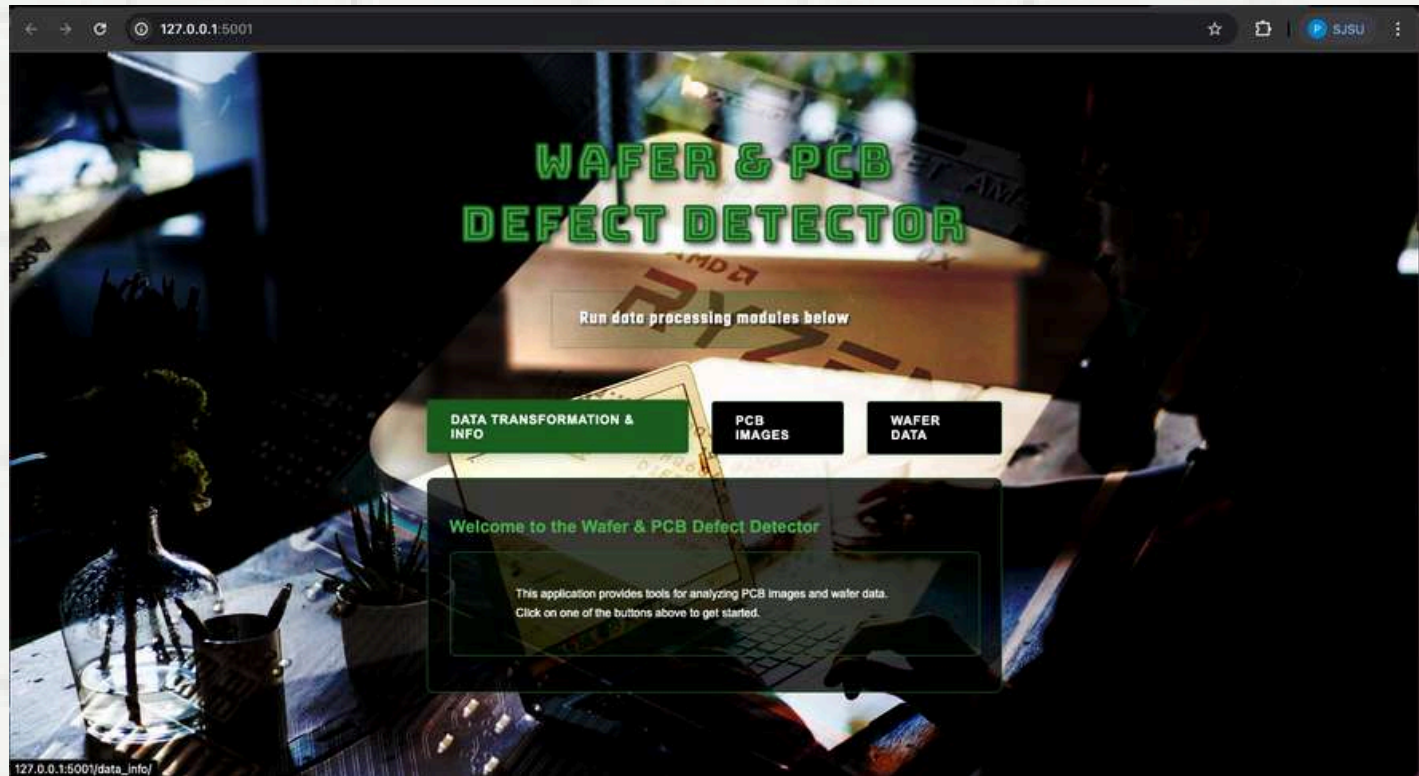 127.0.0.1:5001
P SJSU
WAFER & PCB
DEFECT DETECTOR
AMD
RYZEN
Run data processing modules below
DATA TRANSFORMATION &
INFO
PCB
IMAGES
WAFER
DATA
Welcome to the Wafer & PCB Defect Detector
This application provides tools for analyzing PCB images and wafer data.
Click on one of the buttons above to get started.
127.0.0.1:5001/data_info/